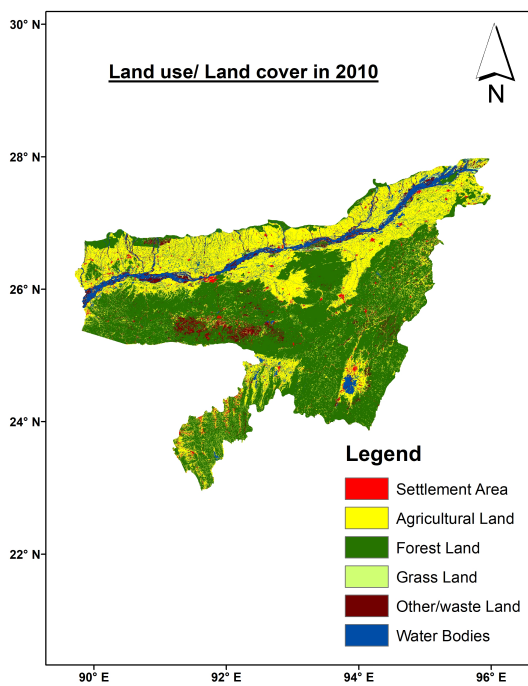 30° N
Land use/ Land cover in 2010
N
28° N
26° N
24° N
Legend
Settlement Area
Agricultural Land
Forest Land
Grass Land
Other/waste Land
Water Bodies
22° N
90° E
92° E
94° E
96° E